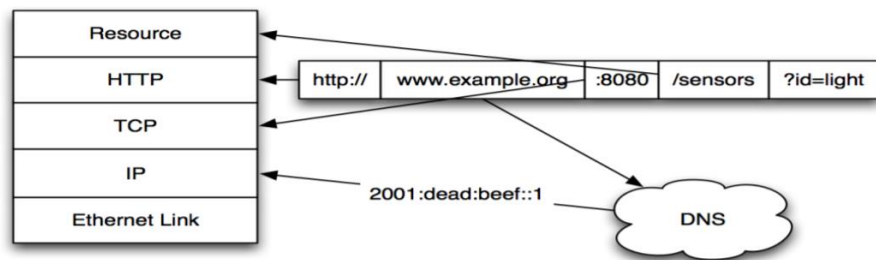 Resource
HTTP
TCP
IP
Ethernet Link
http:// www.example.org :8080 /sensors ?id=light
2001:dead:beef::1
DNS